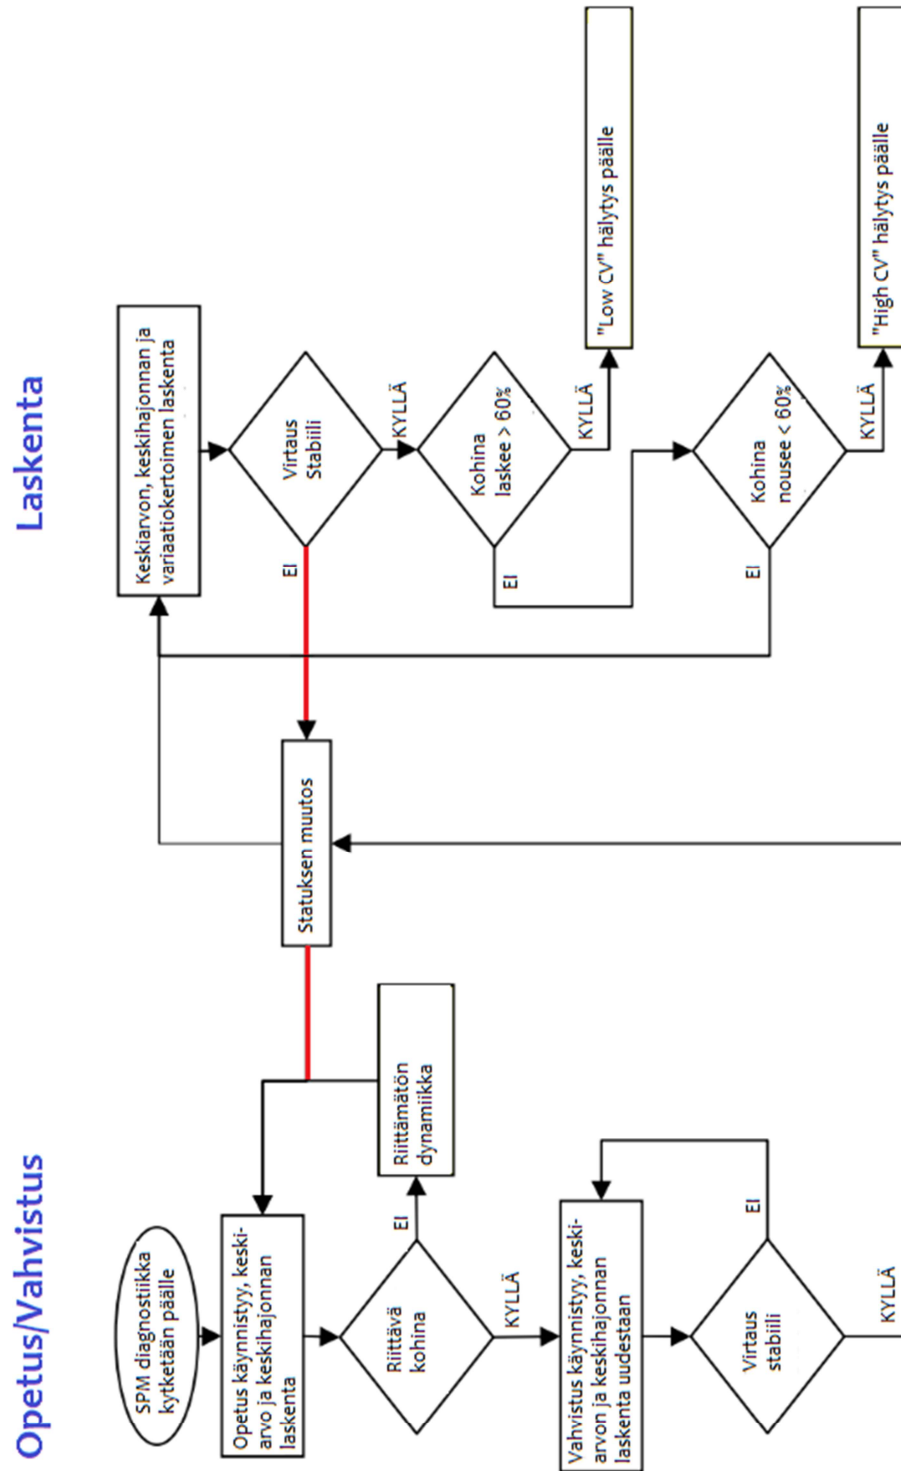 Opetus/Vahvistus
SPM diagnostiikka
kytketään päälle
Opetus käynnistyy, keski-
arvo ja keskihajonnan
laskenta
Riittävä
kohina
EI
Riittämätön
dynamiikka
KYLLÄ
Vahvistus käynnistyy, keski-
arvon ja keskihajonnan
laskenta uudestaan
Virtaus
stabiili
EI
KYLLÄ
Statuksen muutos
Laskenta
Keskiarvon, keskihajonnan ja
variaatiokertoimen laskenta
Virtaus
Stabiili
EI
KYLLÄ
Kohina
laskee > 60%
EI
KYLLÄ
"Low CV" hälytys päälle
Kohina
nousee < 60%
EI
KYLLÄ
"High CV" hälytys päälle